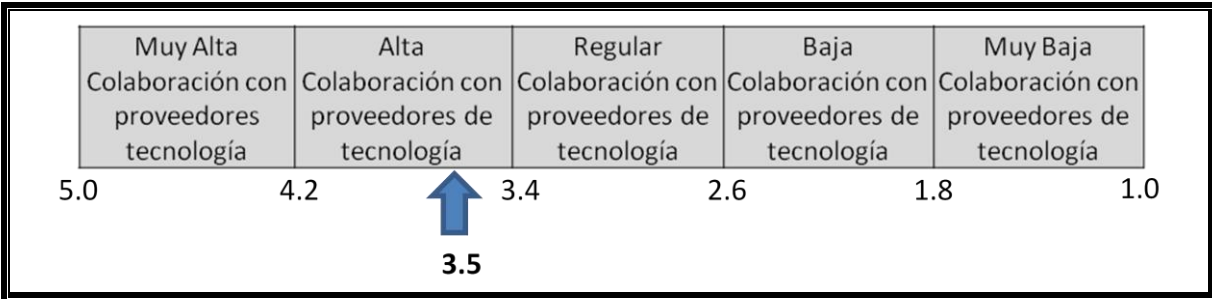 Muy Alta
Colaboración con
proveedores
tecnología
Alta
Colaboración con
proveedores de
tecnología
Regular
Colaboración con
proveedores de
tecnología
Baja
Colaboración con
proveedores de
tecnología
Muy Baja
Colaboración con
proveedores de
tecnología
5.0 4.2 3.4 2.6 1.8 1.0
3.5